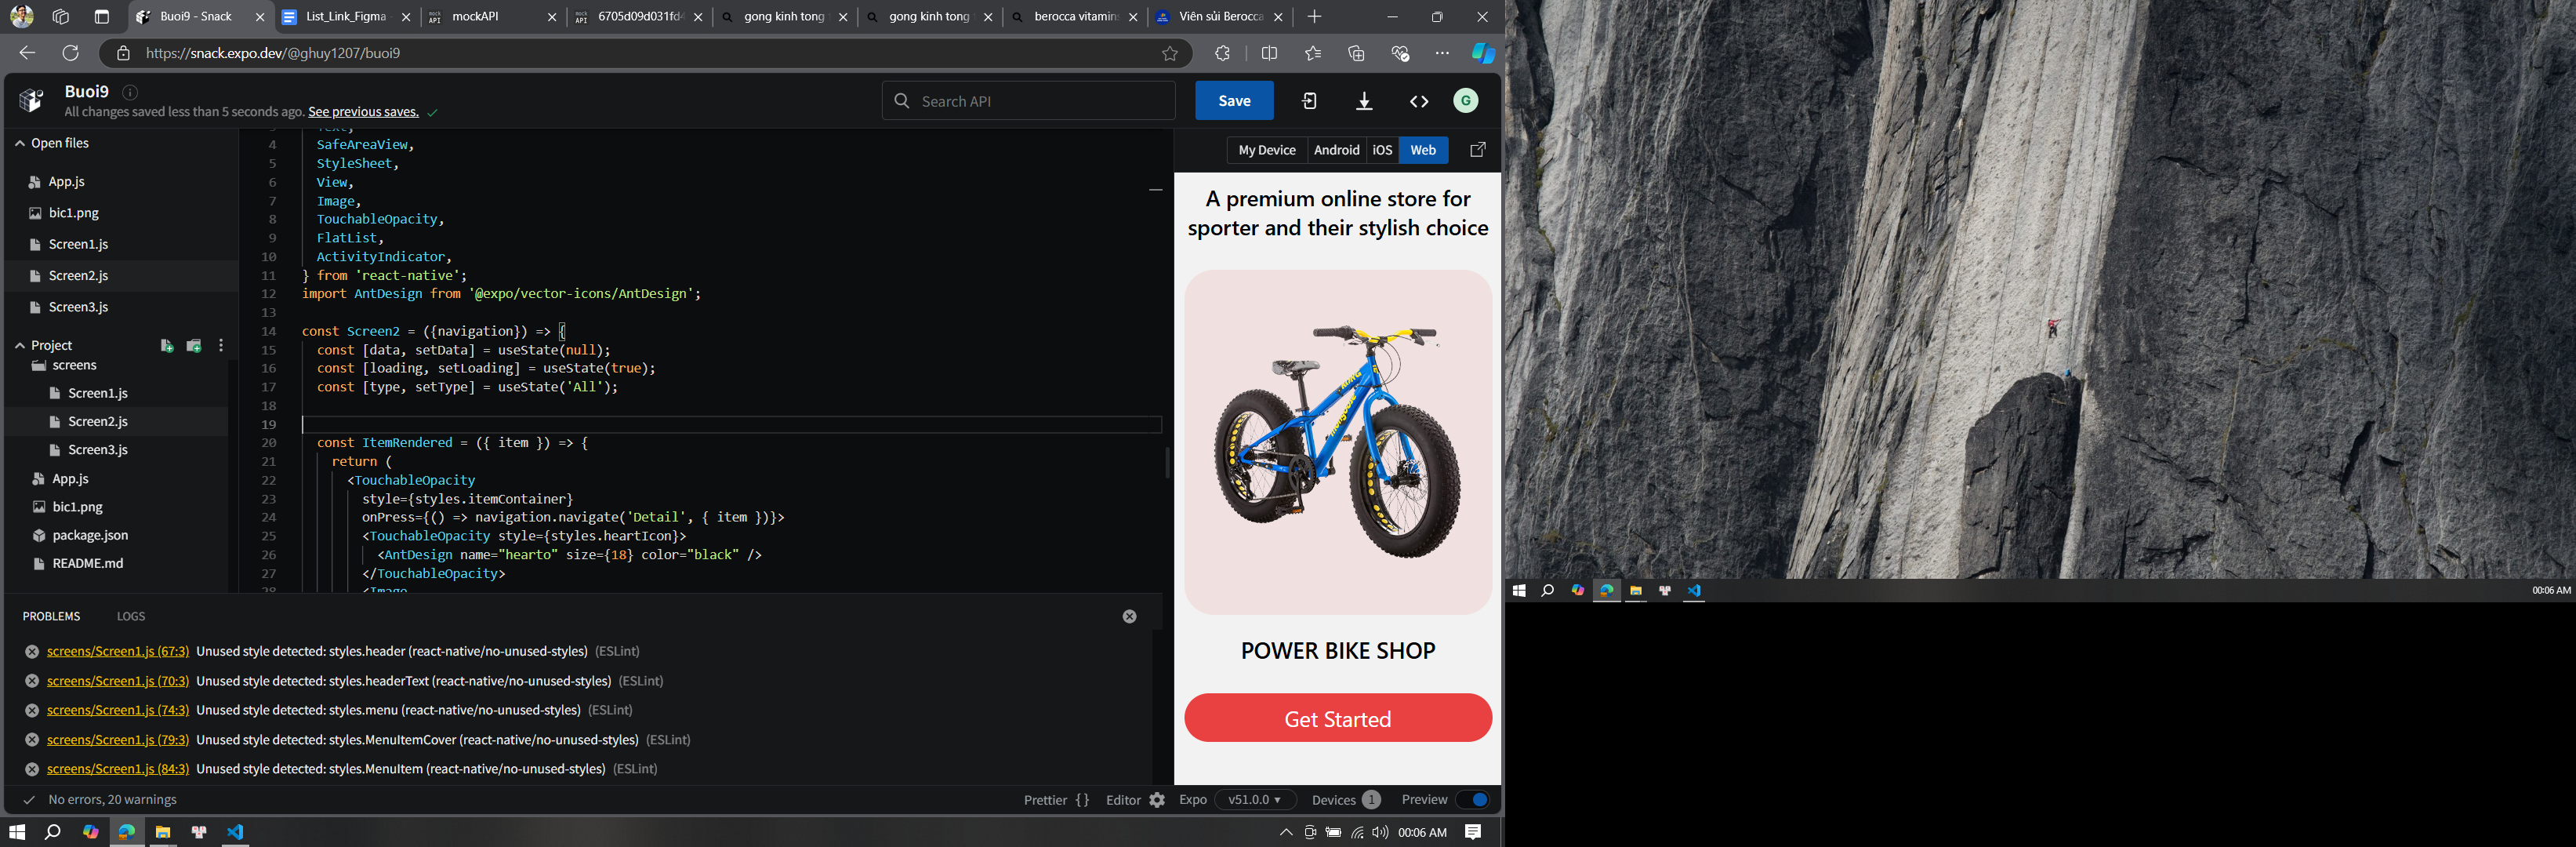 Buoi9 - Snack
List_Link_Figma
mockAPI
6705d09d031fd4
gong kinh tong
gong kinh tong
berocca vitamin
Viên sủi Berocca
https://snack.expo.dev/@ghuy1207/buoi9
Buoi9
All changes saved less than 5 seconds ago. See previous saves.
Search API
Save
G
Open files
App.js
bic1.png
Screen1.js
Screen2.js
Screen3.js
Project
screens
Screen1.js
Screen2.js
Screen3.js
App.js
bic1.png
package.json
README.md
3 Text,
4 SafeAreaView,
5 StyleSheet,
6 View,
7 Image,
8 TouchableOpacity,
9 FlatList,
10 ActivityIndicator,
11 } from 'react-native';
12 import AntDesign from '@expo/vector-icons/AntDesign';
13
14 const Screen2 = ({navigation}) => {
15 const [data, setData] = useState(null);
16 const [loading, setLoading] = useState(true);
17 const [type, setType] = useState('All');
18
19
20 const ItemRendered = ({ item }) => {
21 return (
22 <TouchableOpacity
23 style={styles.itemContainer}
24 onPress={() => navigation.navigate('Detail', { item })}>
25 <TouchableOpacity style={styles.heartIcon}>
26 <AntDesign name="hearto" size={18} color="black" />
27 </TouchableOpacity>
28 <Image
My Device
Android
iOS
Web
A premium online store for
sporter and their stylish choice
POWER BIKE SHOP
Get Started
PROBLEMS
LOGS
screens/Screen1.js (67:3) Unused style detected: styles.header (react-native/no-unused-styles) (ESLint)
screens/Screen1.js (70:3) Unused style detected: styles.headerText (react-native/no-unused-styles) (ESLint)
screens/Screen1.js (74:3) Unused style detected: styles.menu (react-native/no-unused-styles) (ESLint)
screens/Screen1.js (79:3) Unused style detected: styles.MenuItemCover (react-native/no-unused-styles) (ESLint)
screens/Screen1.js (84:3) Unused style detected: styles.MenuItem (react-native/no-unused-styles) (ESLint)
No errors, 20 warnings
Prettier {}
Editor
Expo
v51.0.0
Devices 1
Preview
00:06 AM
00:06 AM